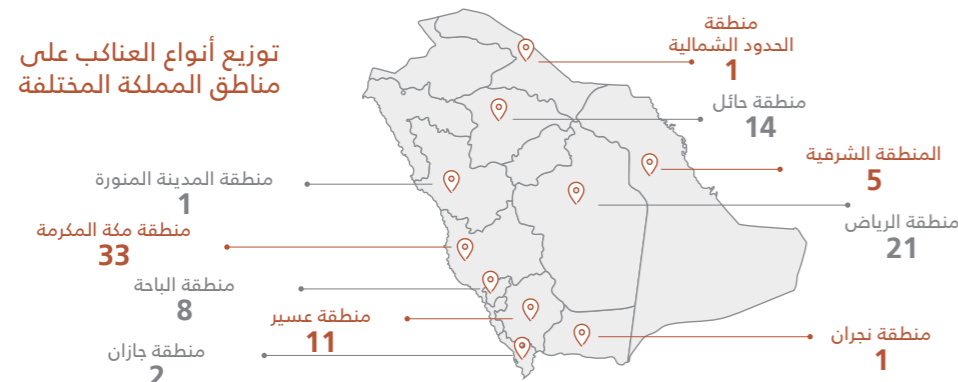 توزيع أنواع العناكب على
مناطق المملكة المختلفة
منطقة
الحدود الشمالية
1
منطقة حائل
14
المنطقة الشرقية
5
منطقة الرياض
21
منطقة نجران
1
منطقة المدينة المنورة
1
منطقة مكة المكرمة
33
منطقة الباحة
8
منطقة عسير
11
منطقة جازان
2